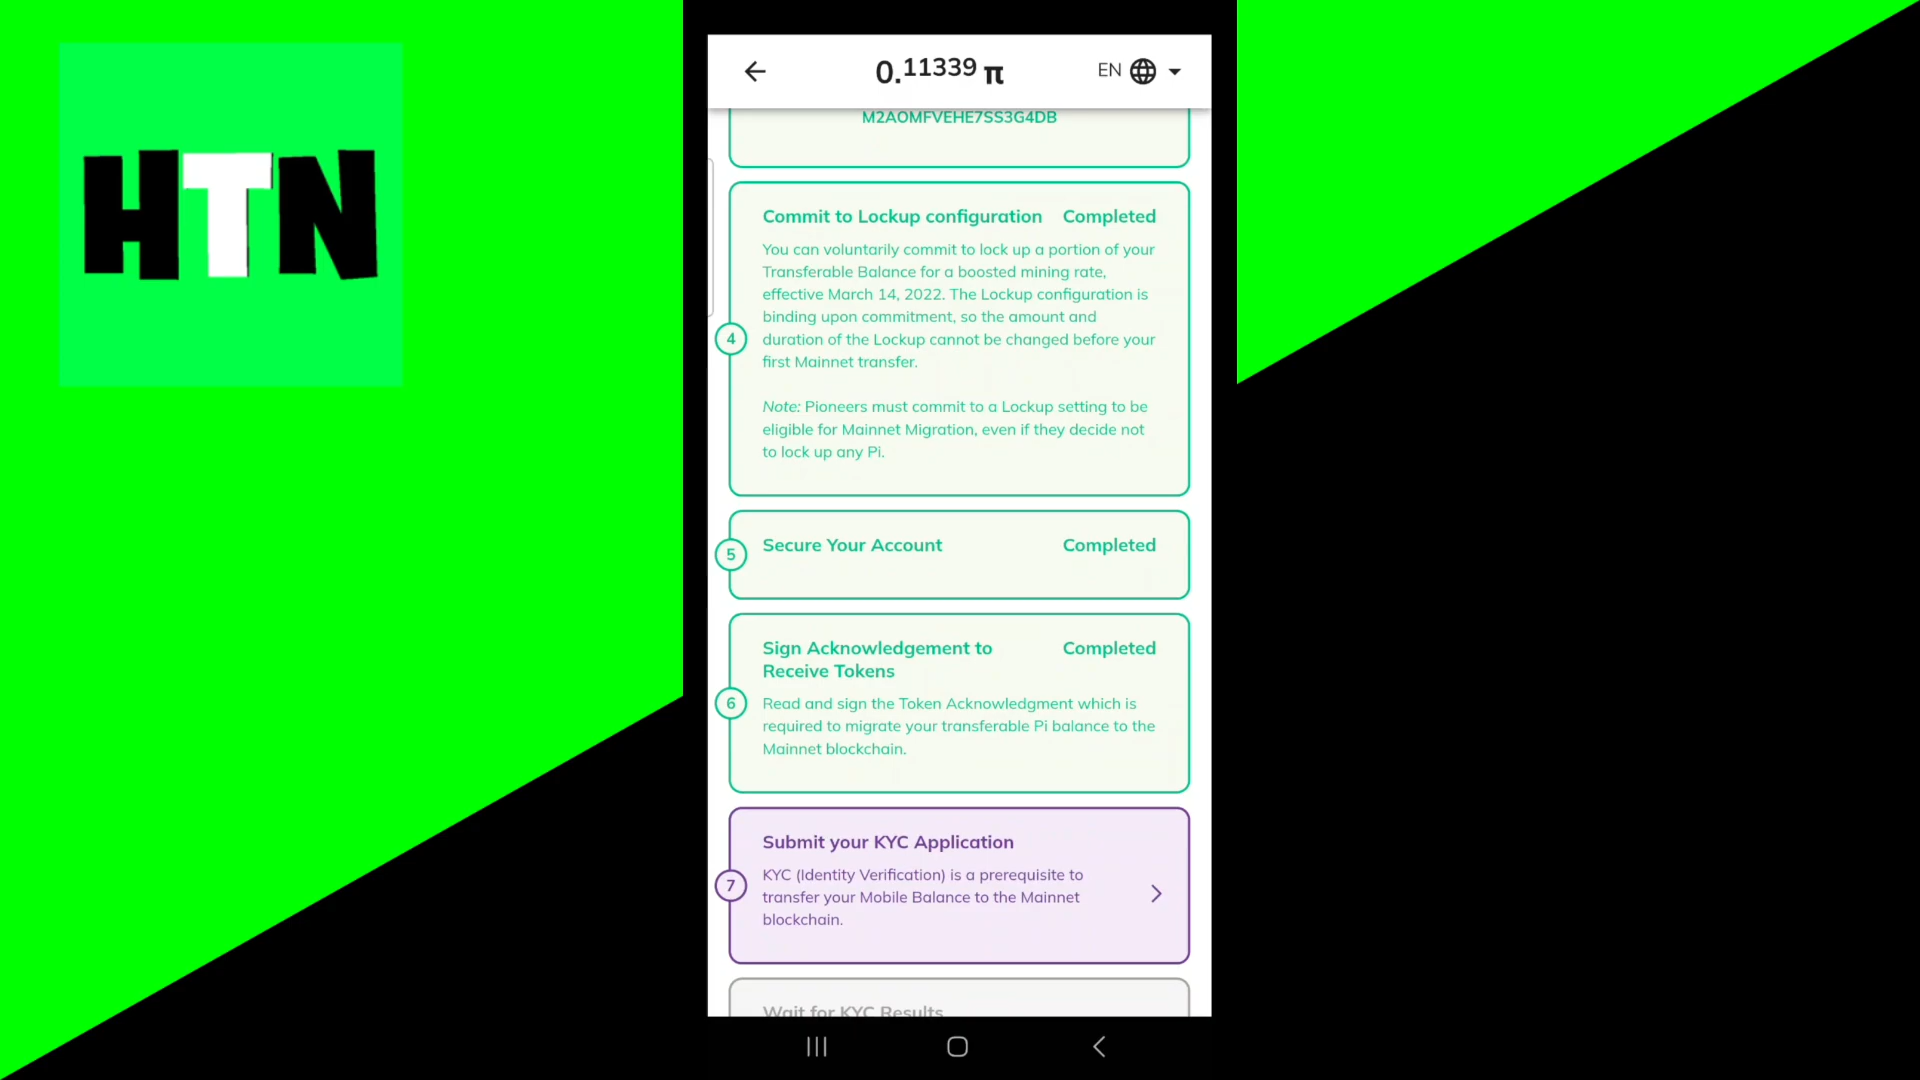 HTN
0.11339 π
EN
M2AOMFVEHE7SS3G4DB
Commit to Lockup configuration Completed
You can voluntarily commit to lock up a portion of your
Transferable Balance for a boosted mining rate,
effective March 14, 2022. The Lockup configuration is
binding upon commitment, so the amount and
4
duration of the Lockup cannot be changed before your
first Mainnet transfer.
Note: Pioneers must commit to a Lockup setting to be
eligible for Mainnet Migration, even if they decide not
to lock up any Pi.
5
Secure Your Account Completed
Sign Acknowledgement to Completed
Receive Tokens
6
Read and sign the Token Acknowledgment which is
required to migrate your transferable Pi balance to the
Mainnet blockchain.
Submit your KYC Application
7
KYC (Identity Verification) is a prerequisite to
transfer your Mobile Balance to the Mainnet
blockchain.
Wait for KYC Results